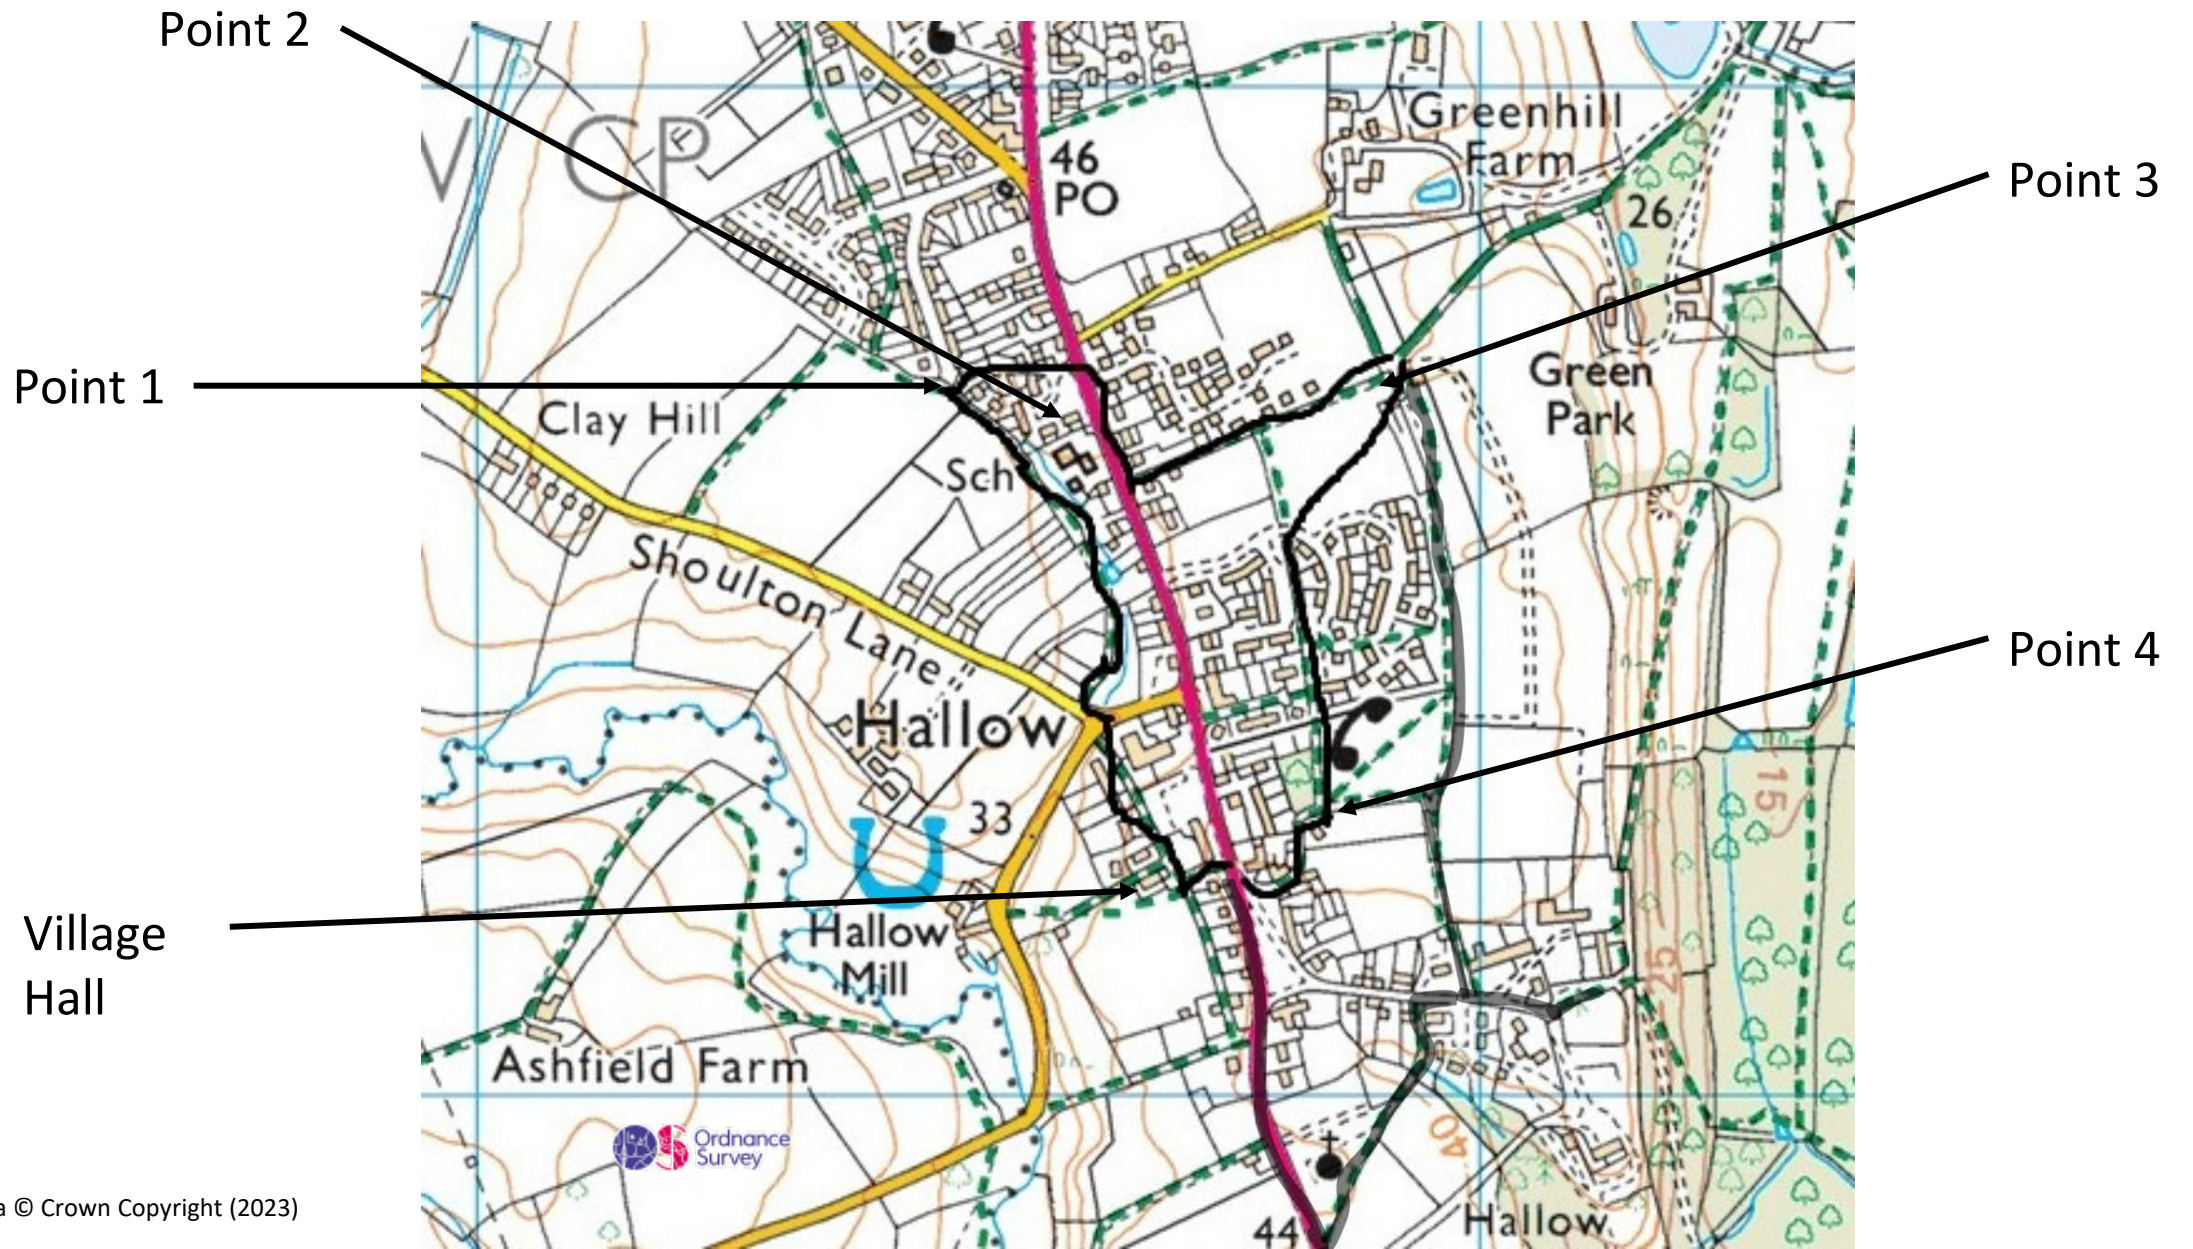 Point 2
Greenhill
Farm
46
PO
CP
Point 3
26
Point 1
Clay Hill
Green
Park
Sch
Shoulton Lane
Point 4
Hallow
33
15
U
Village
Hall
Hallow
Mill
25
Ashfield Farm
40
Ordnance
Survey
a © Crown Copyright (2023)
44
Hallow